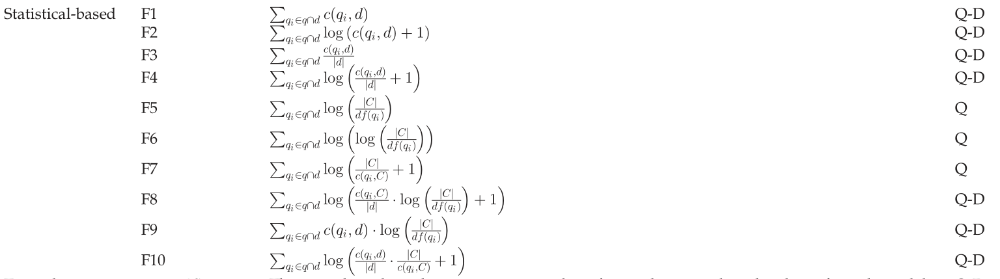 Statistical-based F1 $\sum_{q_i \in q \cap d} c(q_i, d)$ Q-D
F2 $\sum_{q_i \in q \cap d} \log\left(c(q_i, d) + 1\right)$ Q-D
F3 $\sum_{q_i \in q \cap d} \frac{c(q_i, d)}{|d|}$ Q-D
F4 $\sum_{q_i \in q \cap d} \log\left(\frac{c(q_i, d)}{|d|} + 1\right)$ Q-D
F5 $\sum_{q_i \in q \cap d} \log\left(\frac{|C|}{df(q_i)}\right)$ Q
F6 $\sum_{q_i \in q \cap d} \log\left(\log\left(\frac{|C|}{df(q_i)}\right)\right)$ Q
F7 $\sum_{q_i \in q \cap d} \log\left(\frac{|C|}{c(q_i, C)} + 1\right)$ Q
F8 $\sum_{q_i \in q \cap d} \log\left(\frac{c(q_i, C)}{|d|} \cdot \log\left(\frac{|C|}{df(q_i)}\right) + 1\right)$ Q-D
F9 $\sum_{q_i \in q \cap d} c(q_i, d) \cdot \log\left(\frac{|C|}{df(q_i)}\right)$ Q-D
F10 $\sum_{q_i \in q \cap d} \log\left(\frac{c(q_i, d)}{|d|} \cdot \frac{|C|}{c(q_i, C)} + 1\right)$ Q-D